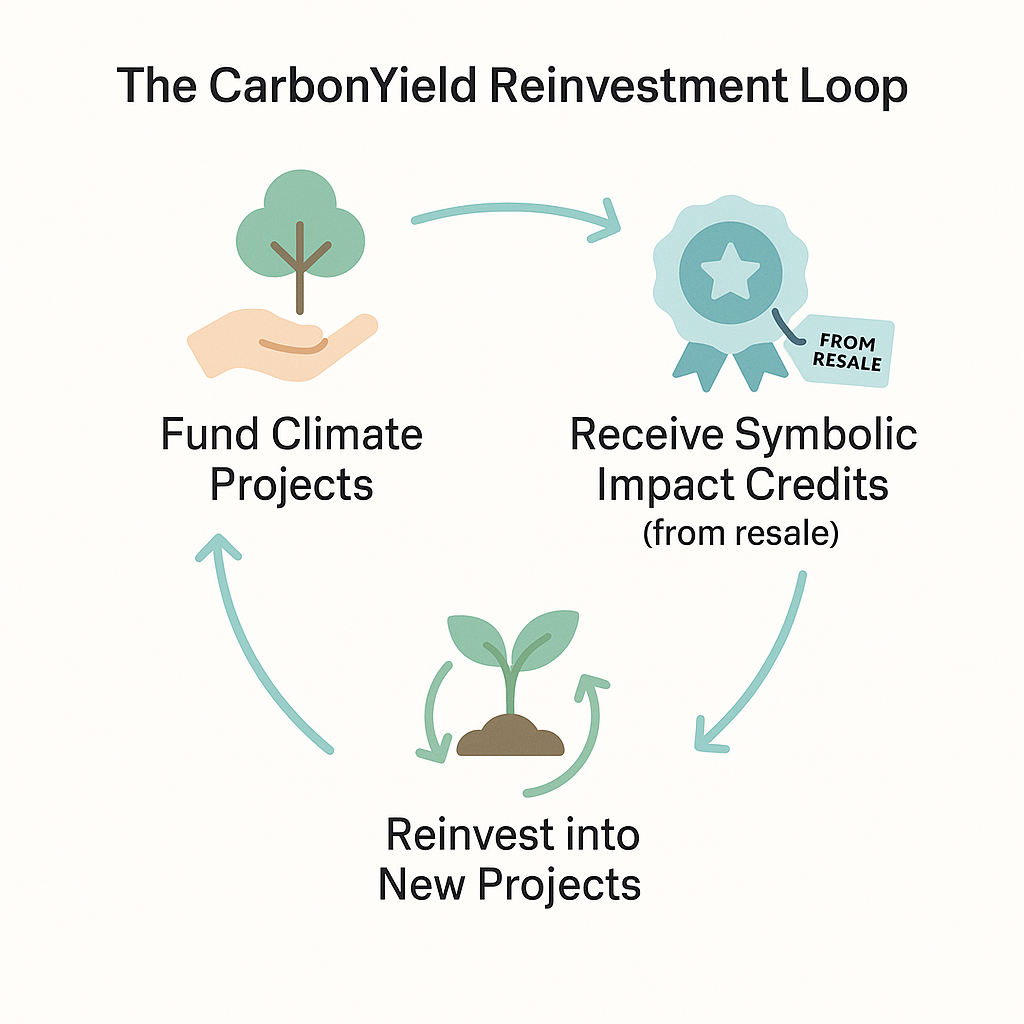 The CarbonYield Reinvestment Loop
FROM
RESALE
Fund Climate
Projects
Receive Symbolic
Impact Credits
(from resale)
Reinvest into
New Projects